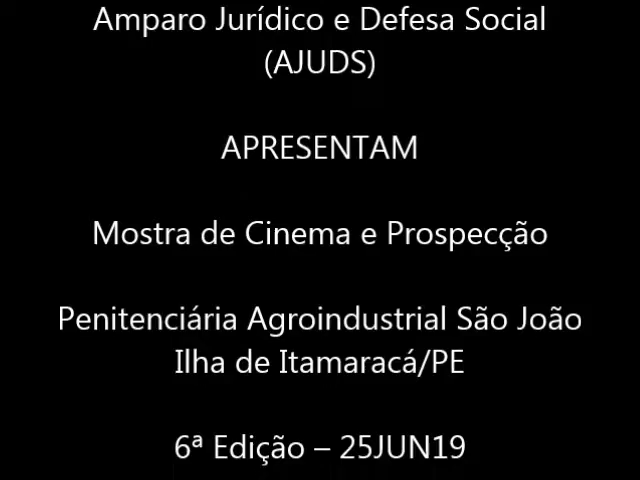 Amparo Jurídico e Defesa Social
(AJUDS)
APRESENTAM
Mostra de Cinema e Prospecção
Penitenciária Agroindustrial São João
Ilha de Itamaracá/PE
6ª Edição – 25JUN19